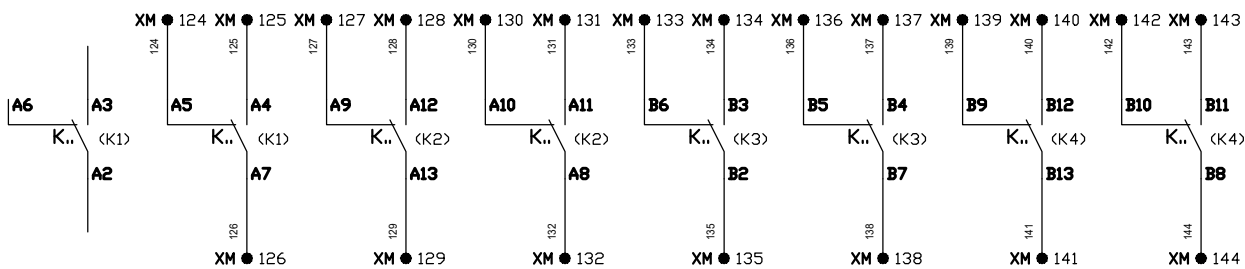 XM 124 XM 125 XM 127 XM 128 XM 130 XM 131 XM 133 XM 134 XM 136 XM 137 XM 139 XM 140 XM 142 XM 143
124 125 127 128 130 131 133 134 136 137 139 140 142 143
A6 A3 A5 A4 A9 A12 A10 A11 B6 B3 B5 B4 B9 B12 B10 B11
K.. (K1) K.. (K1) K.. (K2) K.. (K2) K.. (K3) K.. (K3) K.. (K4) K.. (K4)
A2 A7 A13 A8 B2 B7 B13 B8
126 129 132 135 138 141 144
XM 126 XM 129 XM 132 XM 135 XM 138 XM 141 XM 144